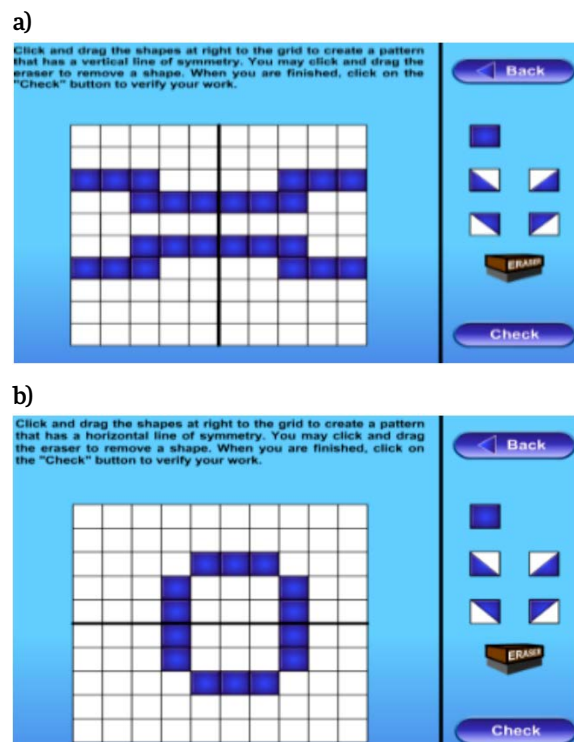 a)
Click and drag the shapes at right to the grid to create a pattern
that has a vertical line of symmetry. You may click and drag the
eraser to remove a shape. When you are finished, click on the
"Check" button to verify your work.
Back
ERASER
Check
b)
Click and drag the shapes at right to the grid to create a pattern
that has a horizontal line of symmetry. You may click and drag
the eraser to remove a shape. When you are finished, click on
the "Check" button to verify your work.
Back
ERASER
Check